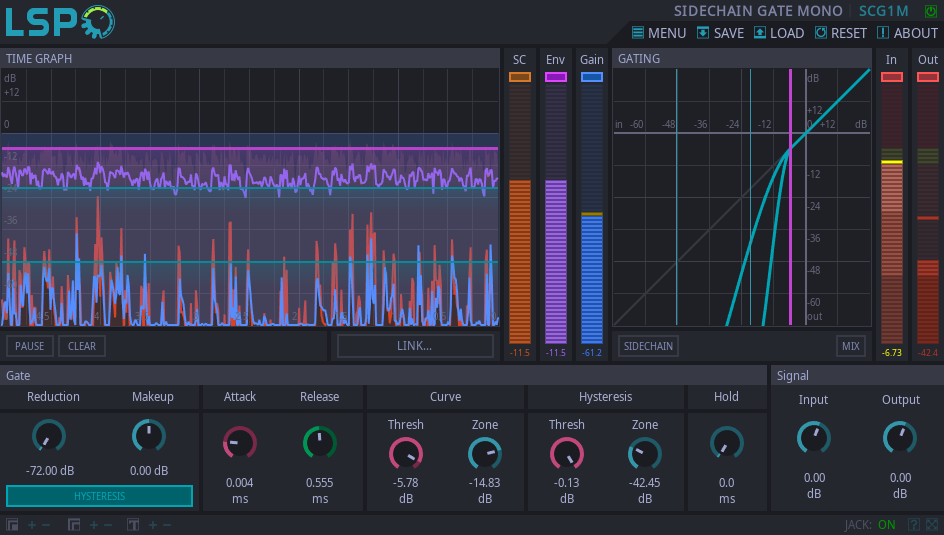 LSP
SIDECHAIN GATE MONO SCG1M
MENU SAVE LOAD RESET ABOUT
TIME GRAPH SC Env Gain GATING In Out
dB
+12
0
-12
-24
-36
in -60 -48 -36 -24 -12 0 +12 dB
dB
+12
-12
-24
-36
-48
-60
out
PAUSE CLEAR LINK... SIDECHAIN MIX
-11.5 -11.5 -61.2 -6.73 -42.4
Gate Signal
Reduction Makeup Attack Release Curve Hysteresis Hold Input Output
Thresh Zone Thresh Zone
-72.00 dB 0.00 dB
0.004 ms
0.555 ms
-5.78 dB
-14.83 dB
-0.13 dB
-42.45 dB
0.0 ms
0.00 dB
0.00 dB
HYSTERESIS
JACK: ON ?